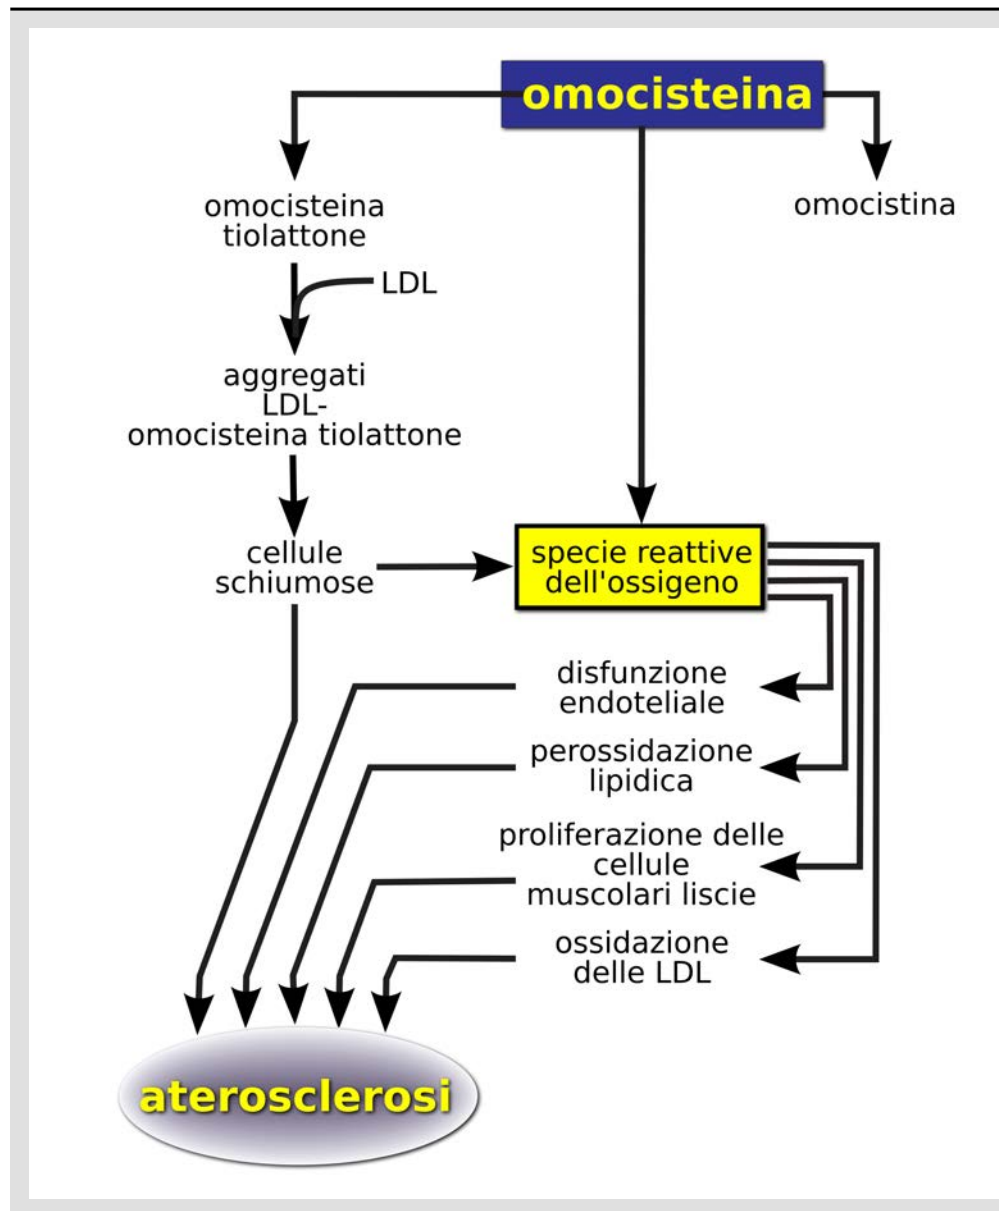 omocisteina
omocisteina
tiolattone
omocistina
LDL
aggregati
LDL-
omocisteina tiolattone
cellule
schiumose
specie reattive
dell'ossigeno
disfunzione
endoteliale
perossidazione
lipidica
proliferazione delle
cellule
muscolari liscie
ossidazione
delle LDL
aterosclerosi